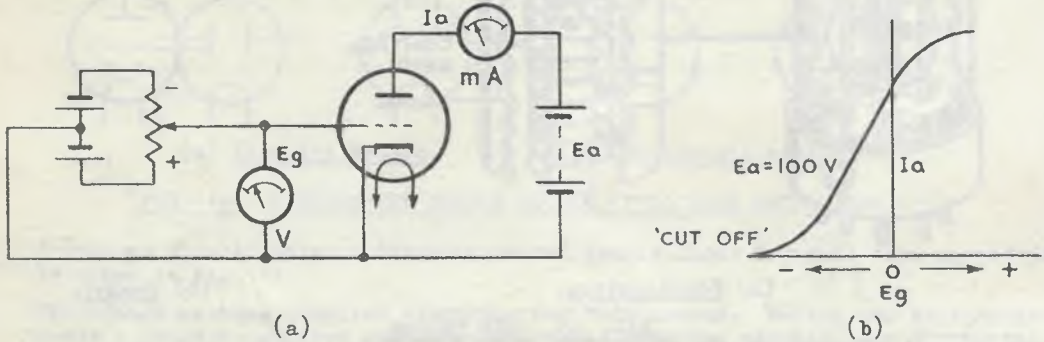 Ia
mA
-
+
Eg
V
Ea
(a)
Ea=100 V
Ia
'CUT OFF'
- O +
Eg
(b)